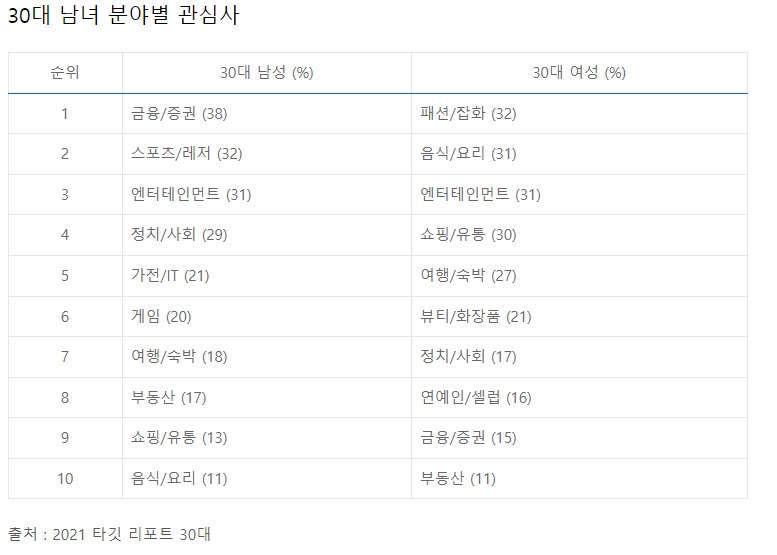 30대 남녀 분야별 관심사
순위 30대 남성 (%) 30대 여성 (%)
1 금융/증권 (38) 패션/잡화 (32)
2 스포츠/레저 (32) 음식/요리 (31)
3 엔터테인먼트 (31) 엔터테인먼트 (31)
4 정치/사회 (29) 쇼핑/유통 (30)
5 가전/IT (21) 여행/숙박 (27)
6 게임 (20) 뷰티/화장품 (21)
7 여행/숙박 (18) 정치/사회 (17)
8 부동산 (17) 연예인/셀럽 (16)
9 쇼핑/유통 (13) 금융/증권 (15)
10 음식/요리 (11) 부동산 (11)
출처 : 2021 타깃 리포트 30대